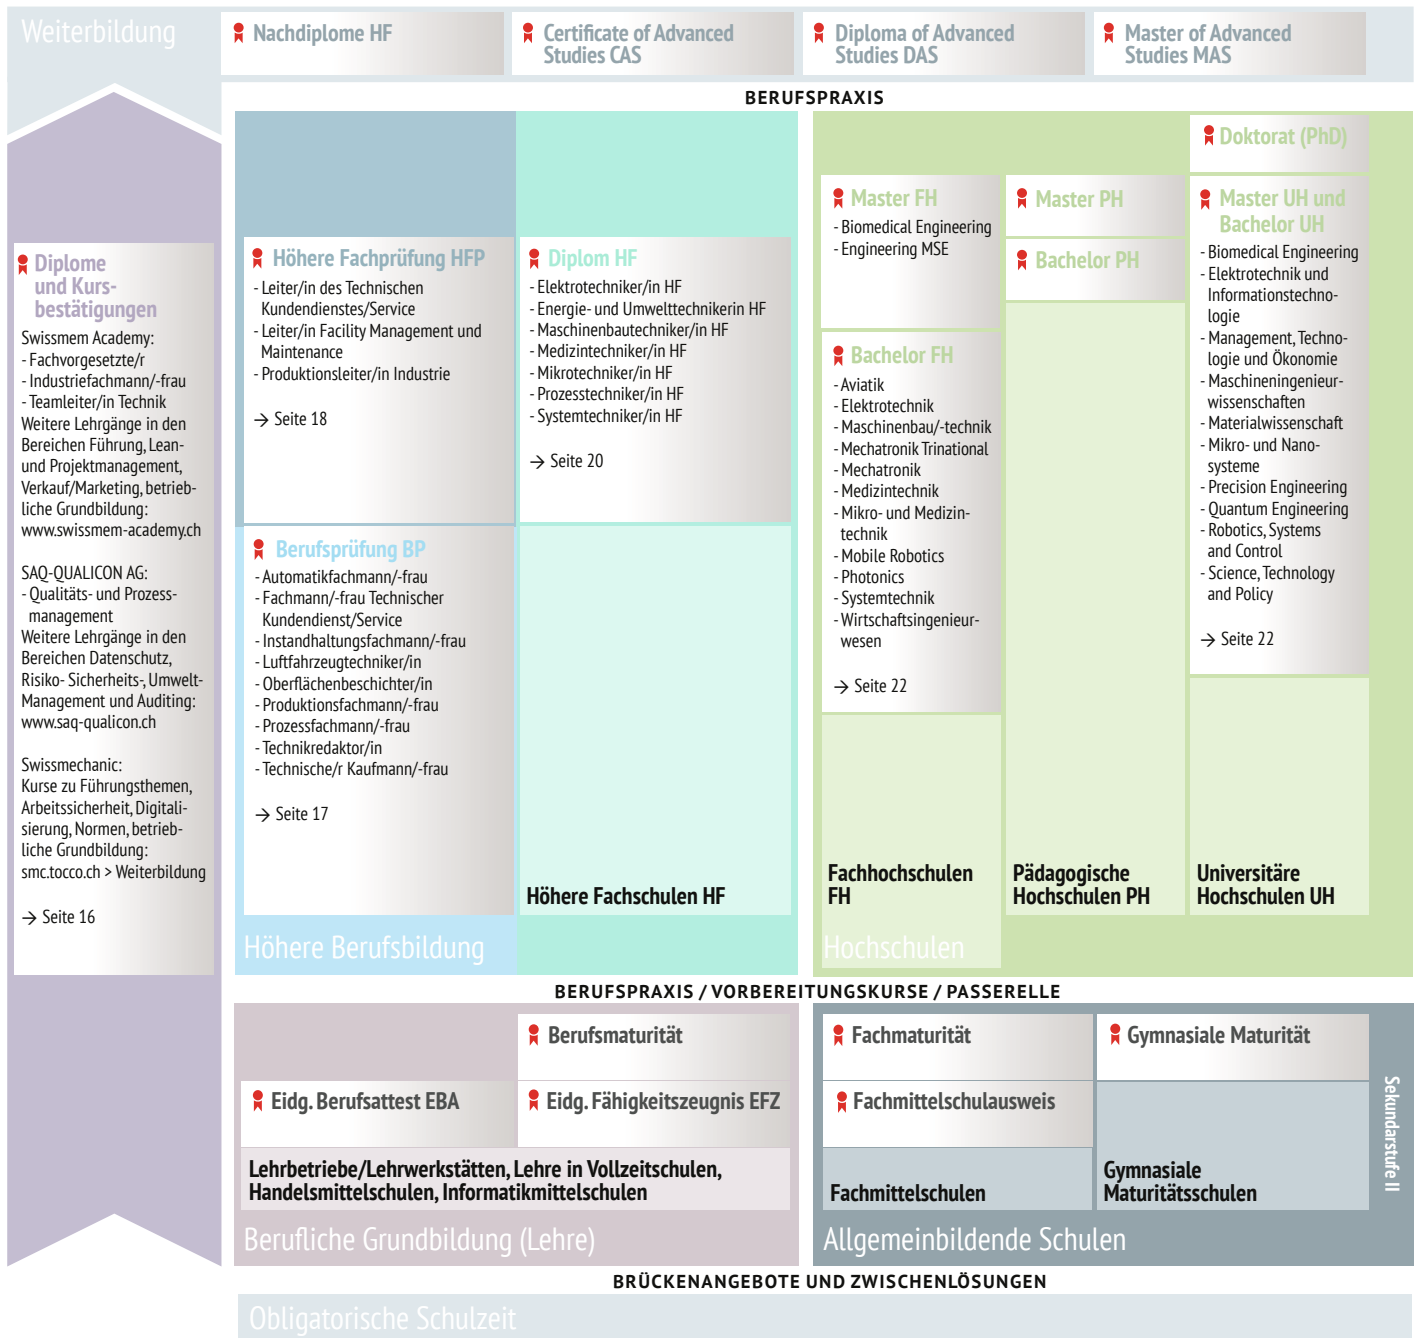 Weiterbildung
Nachdiplome HF
Certificate of Advanced
Studies CAS
Diploma of Advanced
Studies DAS
Master of Advanced
Studies MAS
BERUFSPRAXIS
Diplome
und Kurs-
bestätigungen
Swissmem Academy:
- Fachvorgesetzte/r
- Industriefachmann/-frau
- Teamleiter/in Technik
Weitere Lehrgänge in den
Bereichen Führung, Lean-
und Projektmanagement,
Verkauf/Marketing, betrieb-
liche Grundbildung:
www.swissmem-academy.ch
SAQ-QUALICON AG:
- Qualitäts- und Prozess-
management
Weitere Lehrgänge in den
Bereichen Datenschutz,
Risiko- Sicherheits-, Umwelt-
Management und Auditing:
www.saq-qualicon.ch
Swissmechanic:
Kurse zu Führungsthemen,
Arbeitssicherheit, Digitali-
sierung, Normen, betrieb-
liche Grundbildung:
smc.tocco.ch > Weiterbildung
→ Seite 16
Höhere Fachprüfung HFP
- Leiter/in des Technischen
Kundendienstes/Service
- Leiter/in Facility Management und
Maintenance
- Produktionsleiter/in Industrie
→ Seite 18
Berufsprüfung BP
- Automatikfachmann/-frau
- Fachmann/-frau Technischer
Kundendienst/Service
- Instandhaltungsfachmann/-frau
- Luftfahrzeugtechniker/in
- Oberflächenbeschichter/in
- Produktionsfachmann/-frau
- Prozessfachmann/-frau
- Technikredaktor/in
- Technische/r Kaufmann/-frau
→ Seite 17
Höhere Berufsbildung
Diplom HF
- Elektrotechniker/in HF
- Energie- und Umwelttechnikerin HF
- Maschinenbautechniker/in HF
- Medizintechniker/in HF
- Mikrotechniker/in HF
- Prozesstechniker/in HF
- Systemtechniker/in HF
→ Seite 20
Höhere Fachschulen HF
Master FH
- Biomedical Engineering
- Engineering MSE
Bachelor FH
- Aviatik
- Elektrotechnik
- Maschinenbau/-technik
- Mechatronik Trinational
- Mechatronik
- Medizintechnik
- Mikro- und Medizin-
technik
- Mobile Robotics
- Photonics
- Systemtechnik
- Wirtschaftsingenieur-
wesen
→ Seite 22
Fachhochschulen
FH
Hochschulen
Master PH
Bachelor PH
Pädagogische
Hochschulen PH
Doktorat (PhD)
Master UH und
Bachelor UH
- Biomedical Engineering
- Elektrotechnik und
Informationstechno-
logie
- Management, Techno-
logie und Ökonomie
- Maschineningenieur-
wissenschaften
- Materialwissenschaft
- Mikro- und Nano-
systeme
- Precision Engineering
- Quantum Engineering
- Robotics, Systems
and Control
- Science, Technology
and Policy
→ Seite 22
Universitäre
Hochschulen UH
BERUFSPRAXIS / VORBEREITUNGSKURSE / PASSERELLE
Berufsmaturität
Eidg. Berufsattest EBA
Eidg. Fähigkeitszeugnis EFZ
Lehrbetriebe/Lehrwerkstätten, Lehre in Vollzeitschulen,
Handelsmittelschulen, Informatikmittelschulen
Berufliche Grundbildung (Lehre)
Fachmaturität
Gymnasiale Maturität
Fachmittelschulausweis
Fachmittelschulen
Gymnasiale
Maturitätsschulen
Allgemeinbildende Schulen
Sekundarstufe II
BRÜCKENANGEBOTE UND ZWISCHENLÖSUNGEN
Obligatorische Schulzeit